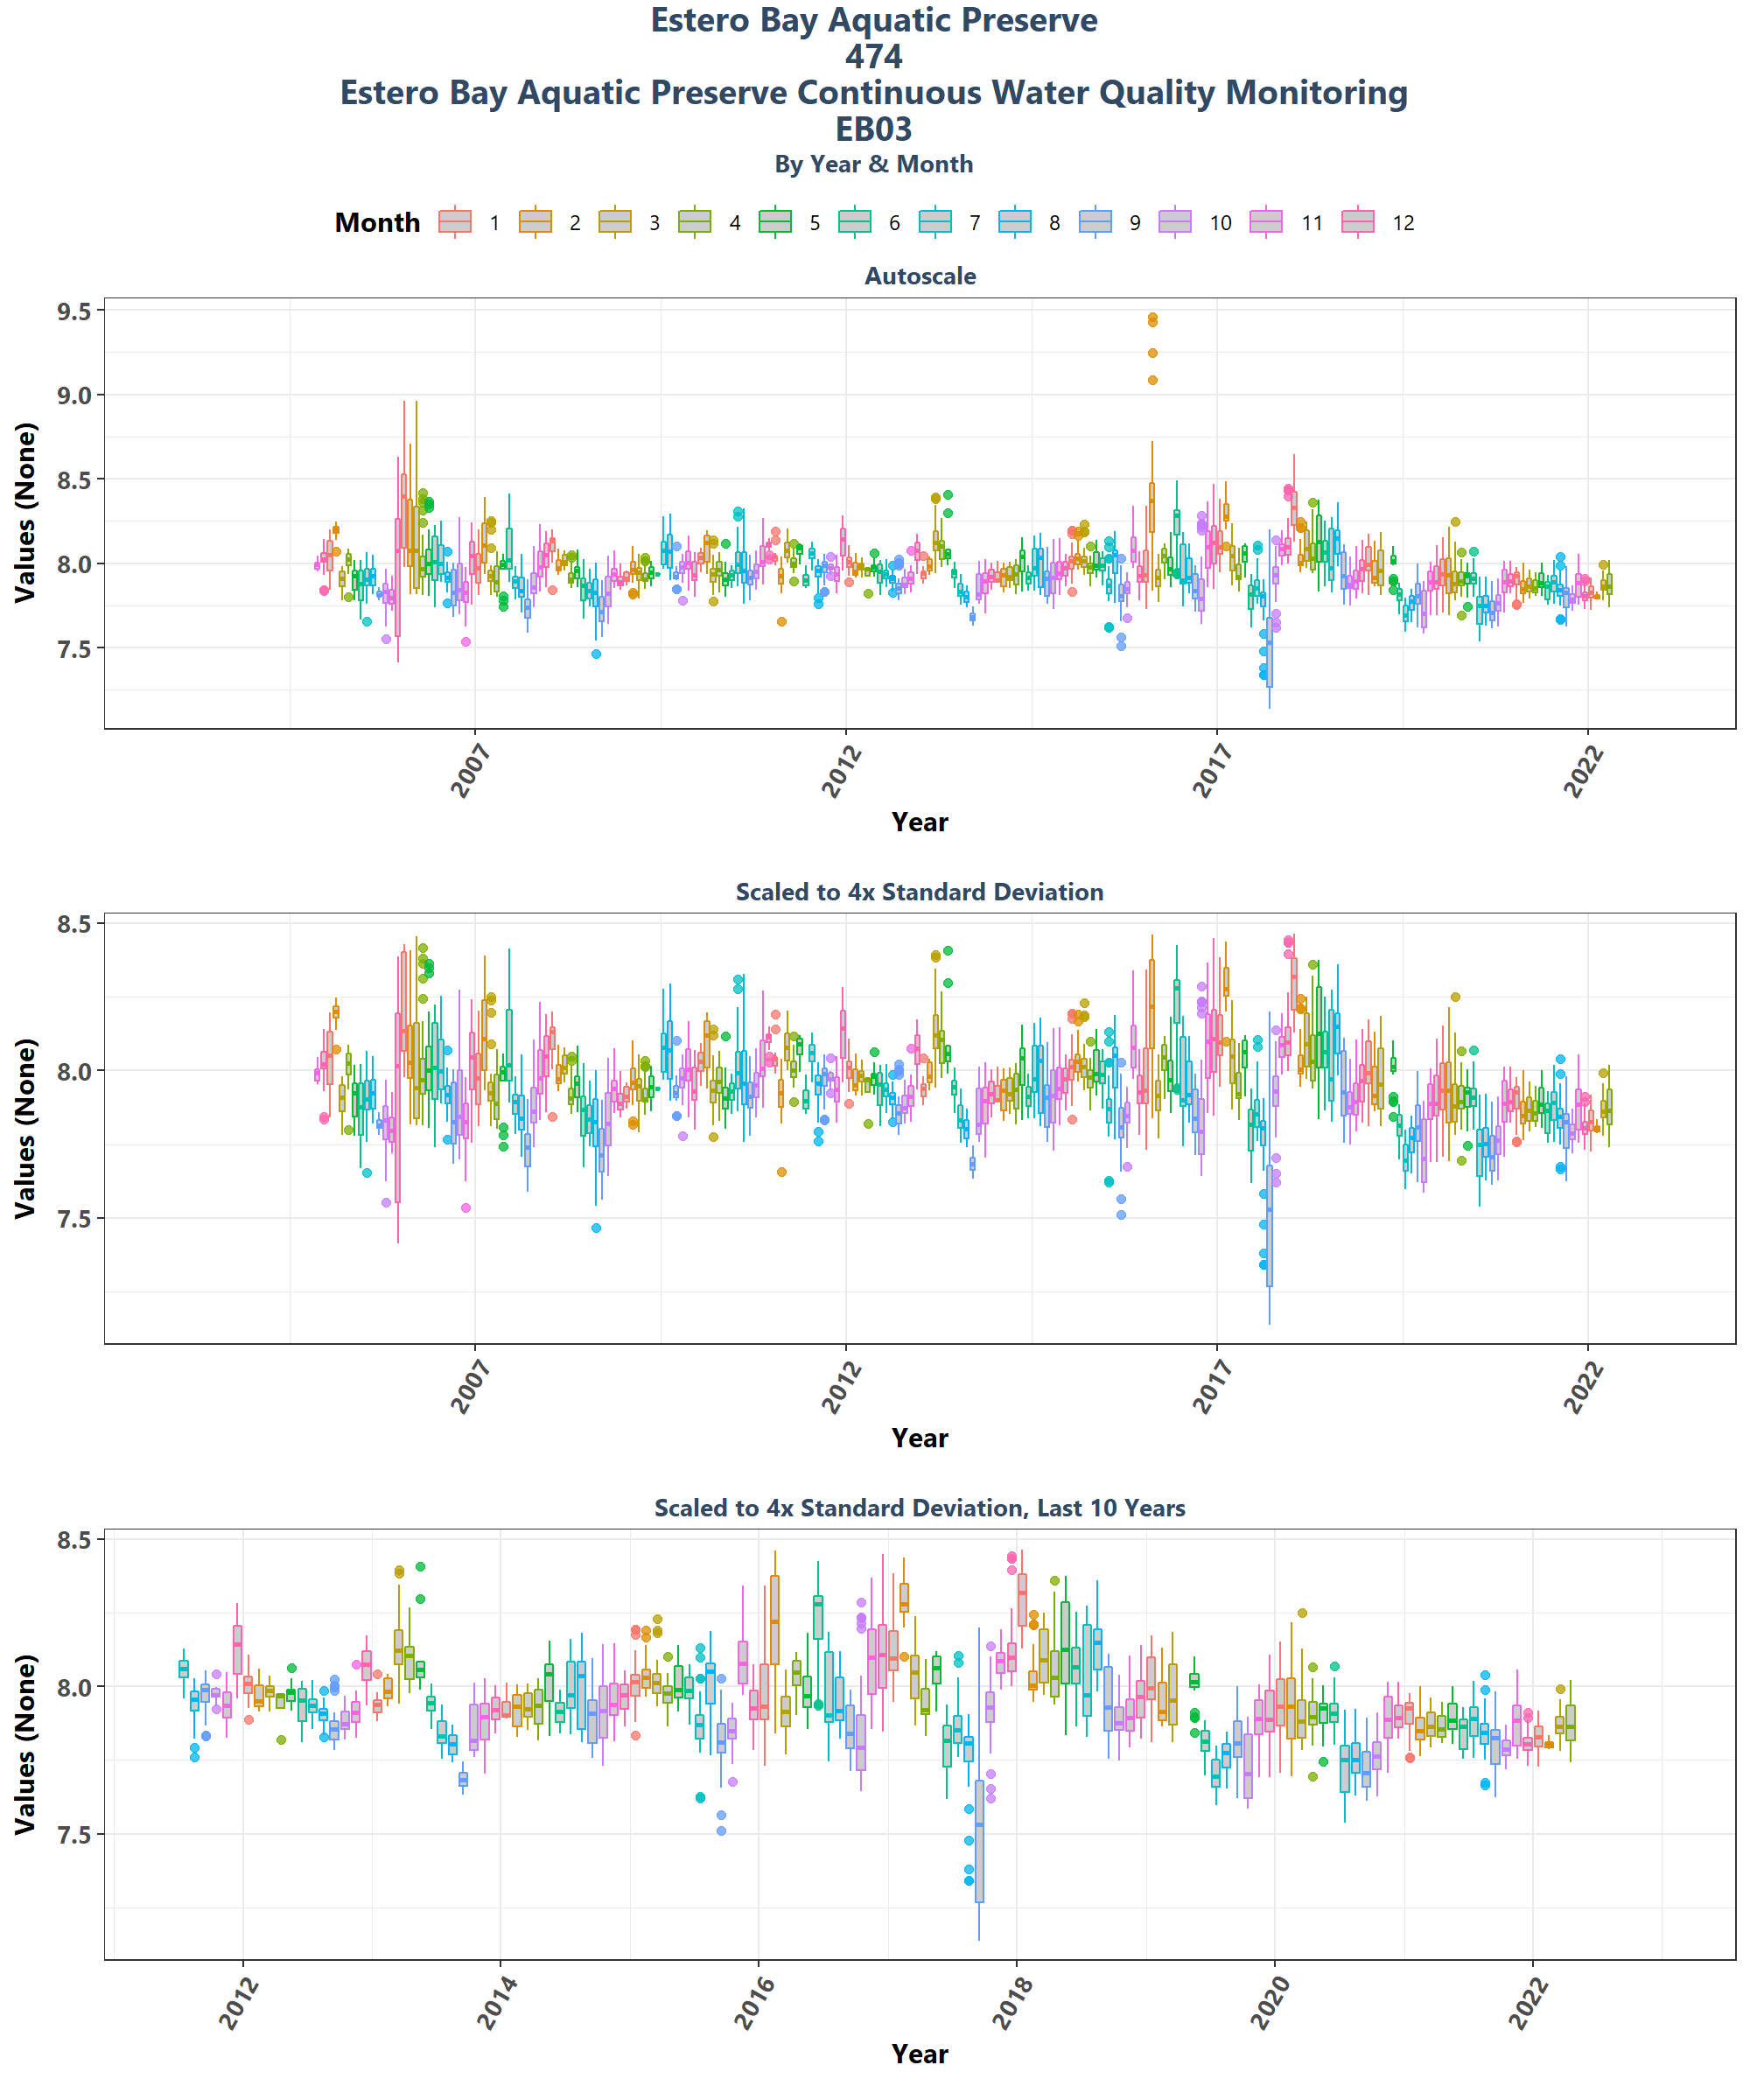 Estero Bay Aquatic Preserve
474
Estero Bay Aquatic Preserve Continuous Water Quality Monitoring
EB03
By Year & Month
Month 1 2 3 4 5 6 7 8 9 10 11 12
Autoscale
Values (None)
9.5
9.0
8.5
8.0
7.5
2007 2012 2017 2022
Year
Scaled to 4x Standard Deviation
Values (None)
8.5
8.0
7.5
2007 2012 2017 2022
Year
Scaled to 4x Standard Deviation, Last 10 Years
Values (None)
8.5
8.0
7.5
2012 2014 2016 2018 2020 2022
Year